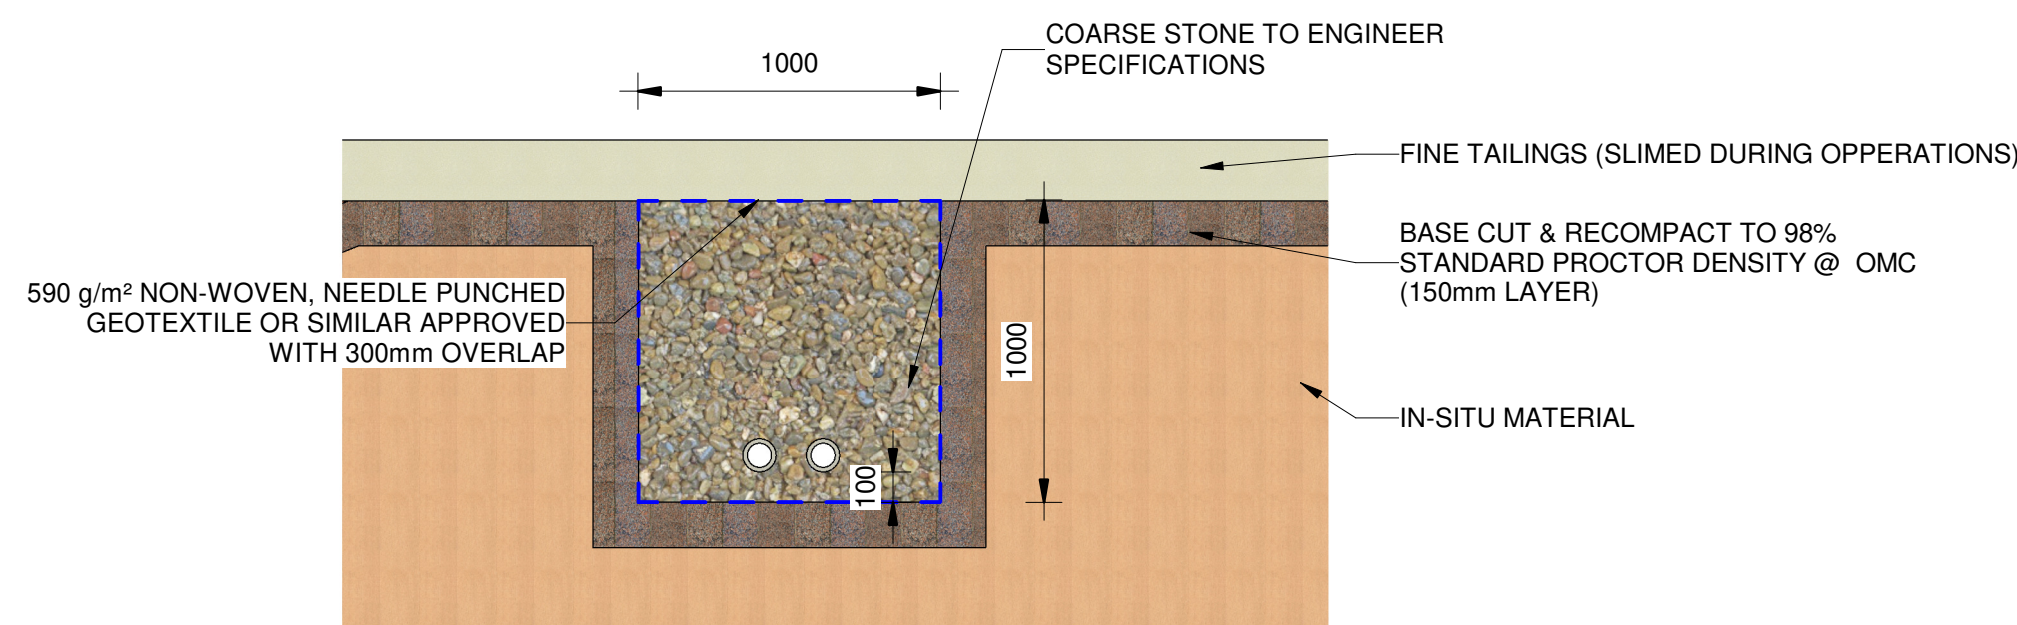 COARSE STONE TO ENGINEER
SPECIFICATIONS
1000
FINE TAILINGS (SLIMED DURING OPPERATIONS)
BASE CUT & RECOMPACT TO 98%
STANDARD PROCTOR DENSITY @ OMC
(150mm LAYER)
590 g/m² NON-WOVEN, NEEDLE PUNCHED
GEOTEXTILE OR SIMILAR APPROVED
WITH 300mm OVERLAP
1000
IN-SITU MATERIAL
100